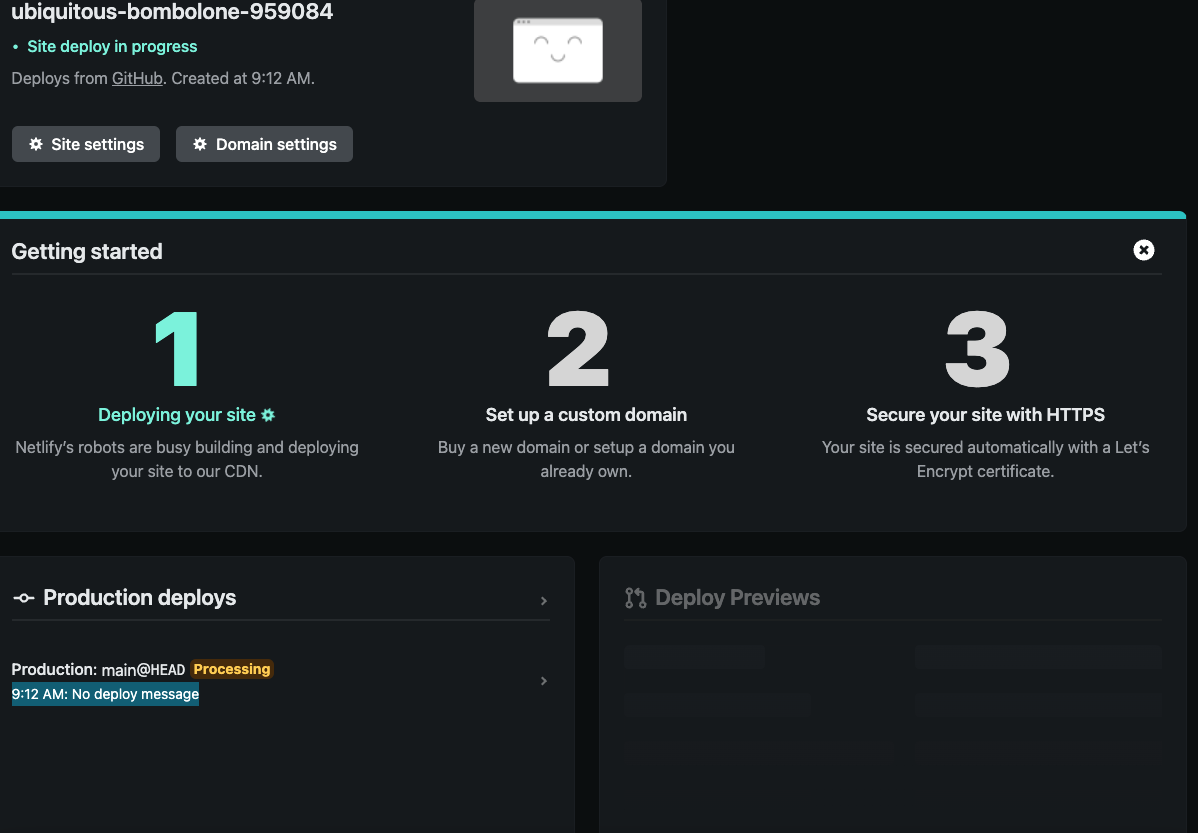 ubiquitous-bombolone-959084
• Site deploy in progress
Deploys from GitHub. Created at 9:12 AM.
Site settings
Domain settings
Getting started
1
Deploying your site
Netlify’s robots are busy building and deploying
your site to our CDN.
2
Set up a custom domain
Buy a new domain or setup a domain you
already own.
3
Secure your site with HTTPS
Your site is secured automatically with a Let’s
Encrypt certificate.
Production deploys
Production: main@HEAD Processing
9:12 AM: No deploy message
Deploy Previews